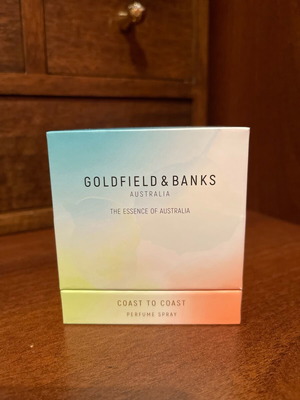 GOLDFIELD & BANKS
AUSTRALIA
THE ESSENCE OF AUSTRALIA
COAST TO COAST
PERFUME SPRAY